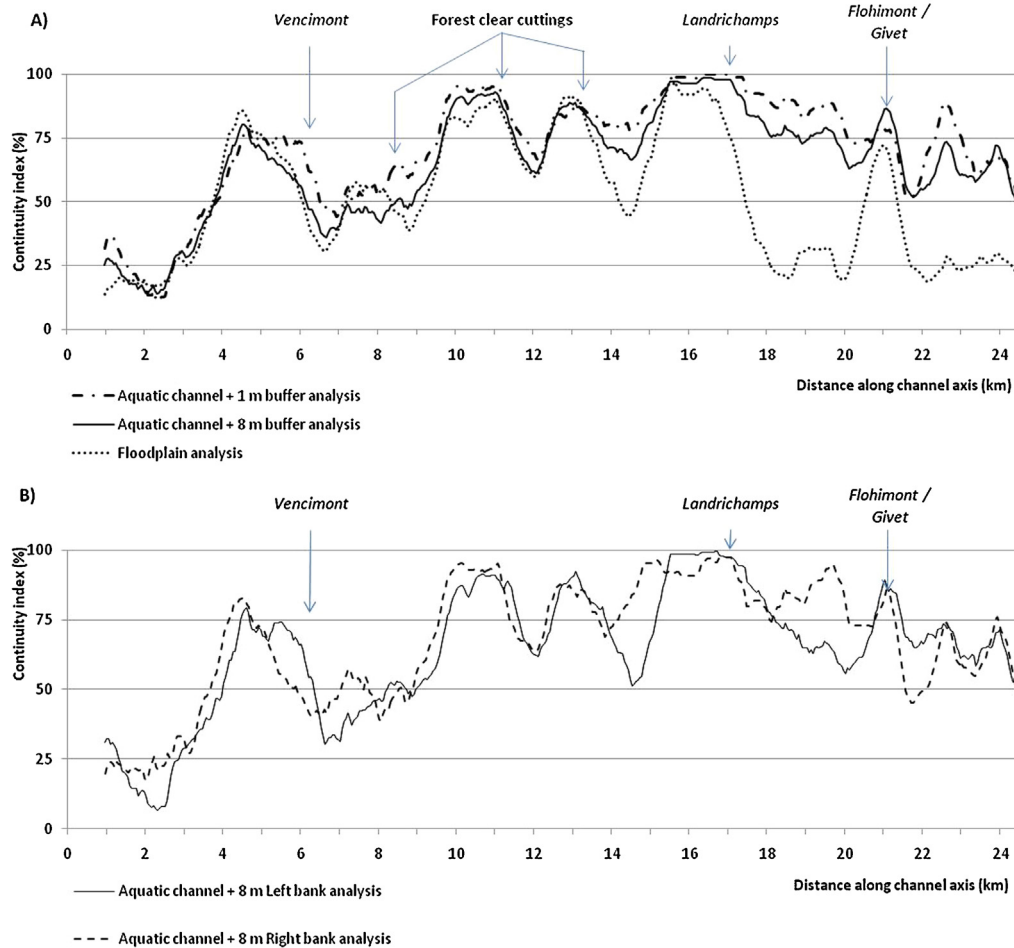 A)
Vencimont
Forest clear cuttings
Landrichamps
Flohimont /
Givet
Contintuity index (%)
100
75
50
25
0
0 2 4 6 8 10 12 14 16 18 20 22 24
Distance along channel axis (km)
Aquatic channel + 1 m buffer analysis
Aquatic channel + 8 m buffer analysis
Floodplain analysis
B)
Vencimont
Landrichamps
Flohimont /
Givet
Continuity index (%)
100
75
50
25
0
0 2 4 6 8 10 12 14 16 18 20 22 24
Distance along channel axis (km)
Aquatic channel + 8 m Left bank analysis
Aquatic channel + 8 m Right bank analysis